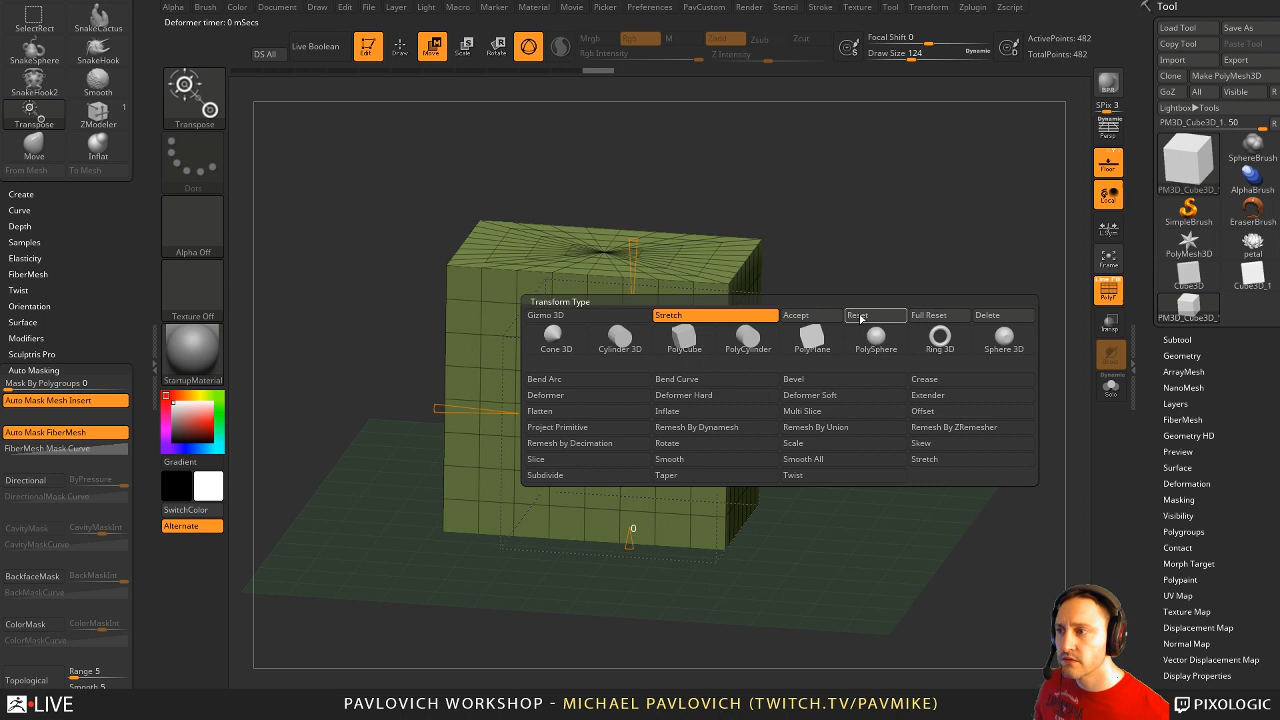 Alpha Brush Color Document Draw Edit File Layer Light Macro Marker Material Movie Picker Preferences PavCustom Render Stencil Stroke Texture Tool Transform Zplugin Zscript
Deformer timer: 0 mSecs
SelectRect SnakeCactus
SnakeSphere SnakeHook
SnakeHook2 Smooth
Transpose ZModeler 1
Move Inflat
From Mesh To Mesh
Create
Curve
Depth
Samples
Elasticity
FiberMesh
Twist
Orientation
Surface
Modifiers
Sculptris Pro
Auto Masking
Mask By Polygroups 0
Auto Mask Mesh Insert
Auto Mask FiberMesh
FiberMesh Mask Curve
Directional ByPressure
Directional Mask Curve
CavityMask CavityMaskInt
CavityMaskCurve
BackfaceMask BackMaskInt
BackMaskCurve
ColorMask ColorMaskInt
ColorMaskCurve
Topological Range 5
Smooth 5
DS All Live Boolean
Edit Draw Move Scale Rotate
Mrgb Rgb M
Rgb Intensity
Zadd Zsub Zcut
Z Intensity
Focal Shift 0
Draw Size 124 Dynamic
S
D
ActivePoints: 482
TotalPoints: 482
Transpose
Dots
Alpha Off
Texture Off
StartupMaterial
Gradient
SwitchColor
Alternate
Transform Type
Gizmo 3D Stretch Accept Reset Full Reset Delete
Cone 3D Cylinder 3D PolyCube PolyCylinder PolyPlane PolySphere Ring 3D Sphere 3D
Bend Arc Bend Curve Bevel Crease
Deformer Deformer Hard Deformer Soft Extender
Flatten Inflate Multi Slice Offset
Project Primitive Remesh By Dynamesh Remesh By Union Remesh By ZRemesher
Remesh by Decimation Rotate Scale Skew
Slice Smooth Smooth All Stretch
Subdivide Taper Twist
0
BPR
SPix 3
Dynamic
Persp
Floor
Local
L.Sym
Frame
Line Fill
PolyF
Transp
Dynamic
Solo
Tool
Load Tool Save As
Copy Tool Paste Tool
Import Export
Clone Make PolyMesh3D
GoZ All Visible R
Lightbox▶Tools
PM3D_Cube3D_1. 50 R
PM3D_Cube3D_1 SphereBrush
AlphaBrush
SimpleBrush EraserBrush
PolyMesh3D petal
Cube3D Cube3D_1
PM3D_Cube3D_1
Subtool
Geometry
ArrayMesh
NanoMesh
Layers
FiberMesh
Geometry HD
Preview
Surface
Deformation
Masking
Visibility
Polygroups
Contact
Morph Target
Polypaint
UV Map
Texture Map
Displacement Map
Normal Map
Vector Displacement Map
Display Properties
LIVE PAVLOVICH WORKSHOP - MICHAEL PAVLOVICH (TWITCH.TV/PAVMIKE) PIXOLOGIC